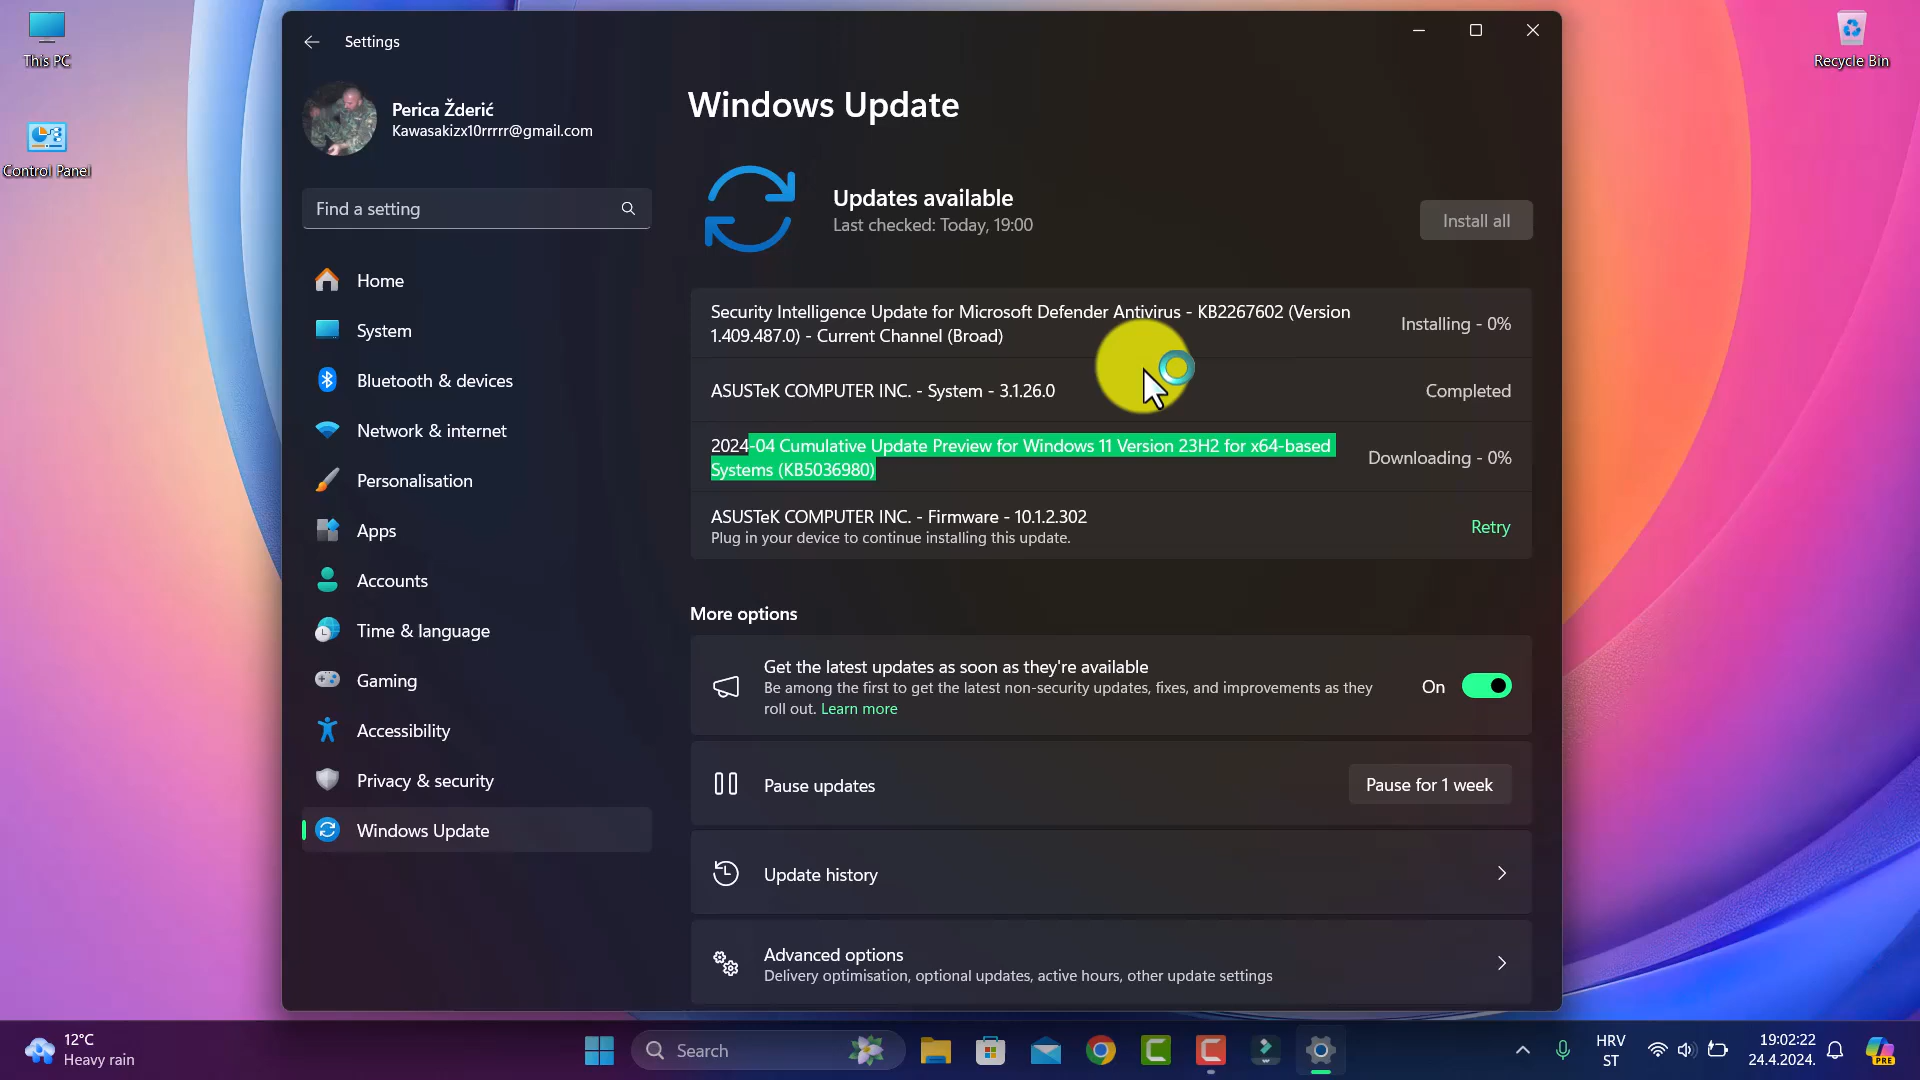 This PC
Control Panel
Recycle Bin
Settings
Perica Žderić
Kawasakizx10rrrrr@gmail.com
Find a setting
Home
System
Bluetooth & devices
Network & internet
Personalisation
Apps
Accounts
Time & language
Gaming
Accessibility
Privacy & security
Windows Update
Windows Update
Updates available
Last checked: Today, 19:00
Install all
Security Intelligence Update for Microsoft Defender Antivirus - KB2267602 (Version
1.409.487.0) - Current Channel (Broad)
Installing - 0%
ASUSTeK COMPUTER INC. - System - 3.1.26.0
Completed
2024-04 Cumulative Update Preview for Windows 11 Version 23H2 for x64-based
Systems (KB5036980)
Downloading - 0%
ASUSTeK COMPUTER INC. - Firmware - 10.1.2.302
Plug in your device to continue installing this update.
Retry
More options
Get the latest updates as soon as they're available
Be among the first to get the latest non-security updates, fixes, and improvements as they
roll out. Learn more
On
Pause updates
Pause for 1 week
Update history
Advanced options
Delivery optimisation, optional updates, active hours, other update settings
12°C
Heavy rain
Search
HRV
ST
19:02:22
24.4.2024.
PRE